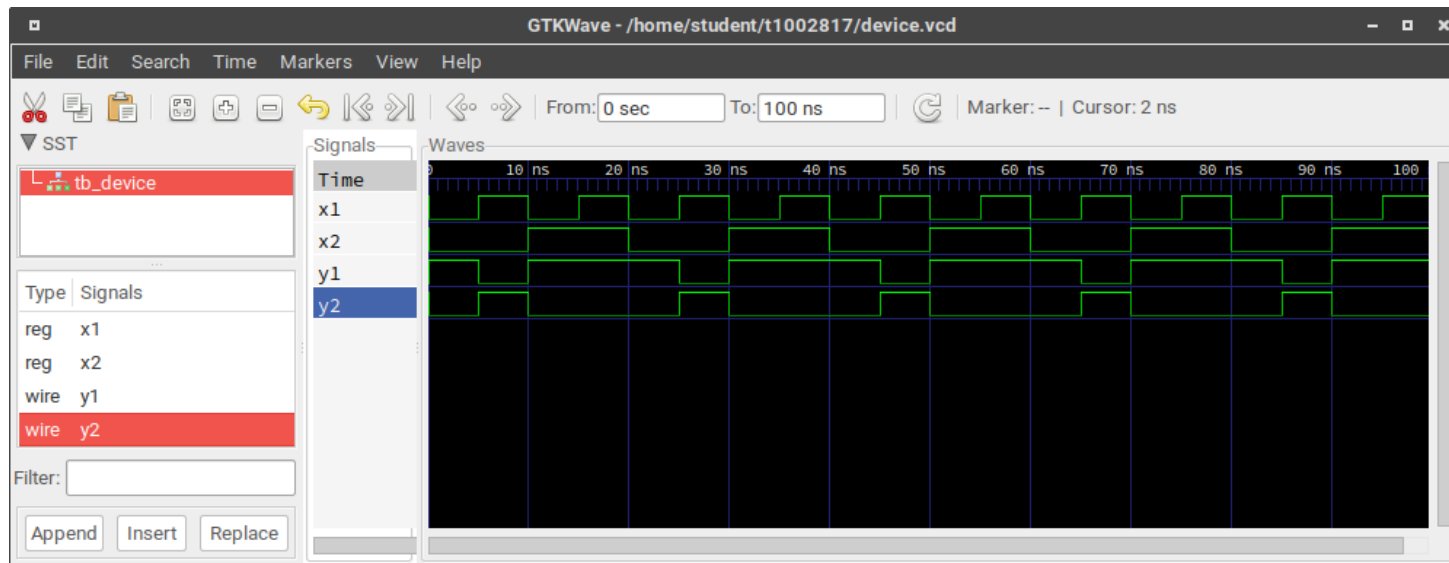 GTKWave - /home/student/t1002817/device.vcd
File Edit Search Time Markers View Help
From: 0 sec To: 100 ns Marker: -- | Cursor: 2 ns
SST
tb_device
Type Signals
reg x1
reg x2
wire y1
wire y2
Filter:
Append Insert Replace
Signals
Time
x1
x2
y1
y2
Waves
10 ns 20 ns 30 ns 40 ns 50 ns 60 ns 70 ns 80 ns 90 ns 100